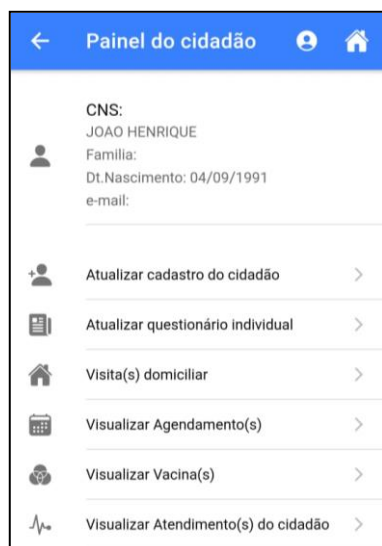 Painel do cidadão
CNS:
JOAO HENRIQUE
Familia:
Dt.Nascimento: 04/09/1991
e-mail:
Atualizar cadastro do cidadão
Atualizar questionário individual
Visita(s) domiciliar
Visualizar Agendamento(s)
Visualizar Vacina(s)
Visualizar Atendimento(s) do cidadão